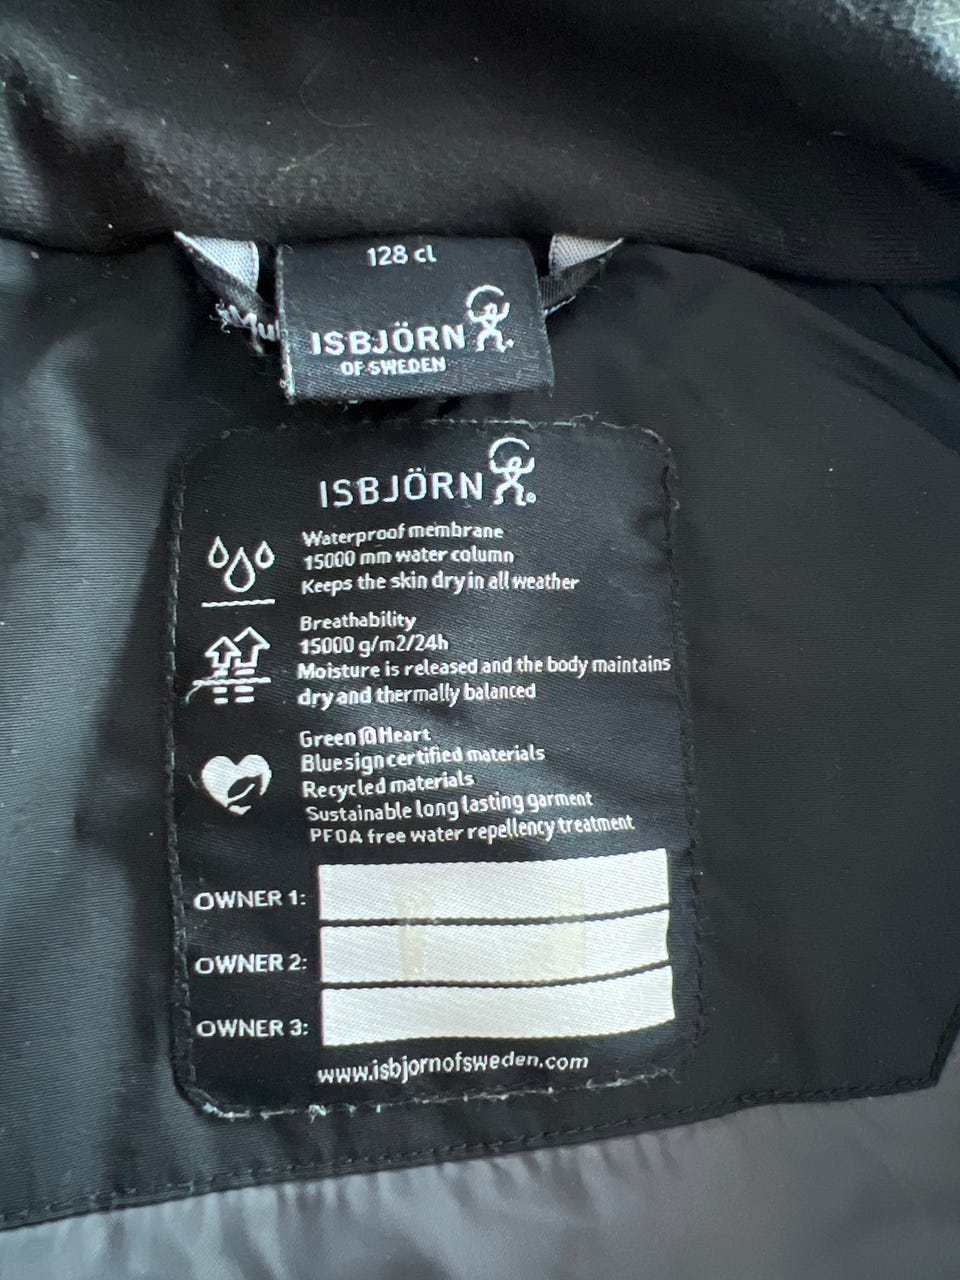 128 cl
ISBJÖRN
OF SWEDEN
ISBJÖRN
Waterproof membrane
15000 mm water column
Keeps the skin dry in all weather
Breathability
15000 g/m2/24h
Moisture is released and the body maintains
dry and thermally balanced
Green@Heart
Bluesign certified materials
Recycled materials
Sustainable long lasting garment
PFOA free water repellency treatment
OWNER 1:
OWNER 2:
OWNER 3:
www.isbjornofsweden.com